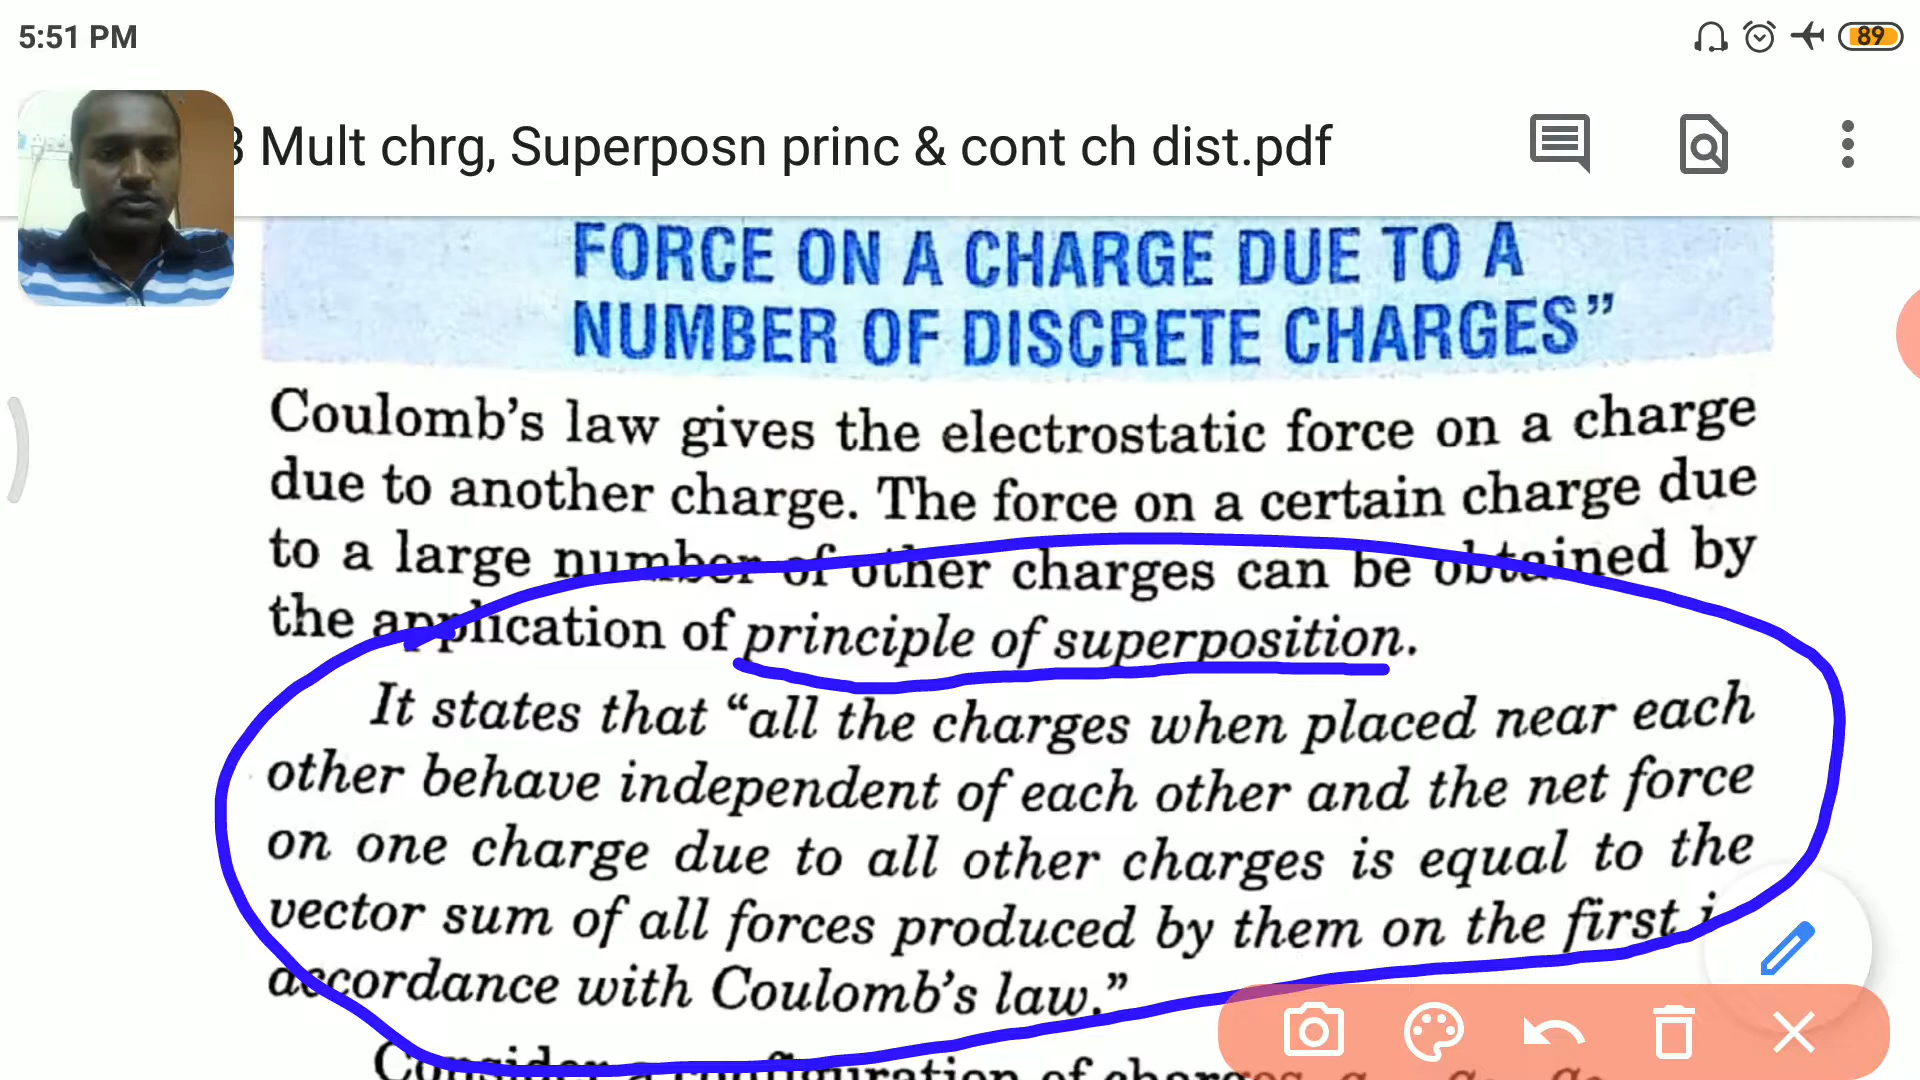 5:51 PM
89
3 Mult chrg, Superposn princ & cont ch dist.pdf
FORCE ON A CHARGE DUE TO A
NUMBER OF DISCRETE CHARGES”
Coulomb’s law gives the electrostatic force on a charge
due to another charge. The force on a certain charge due
to a large number of other charges can be obtained by
the application of principle of superposition.
It states that “all the charges when placed near each
other behave independent of each other and the net force
on one charge due to all other charges is equal to the
vector sum of all forces produced by them on the first
accordance with Coulomb’s law.”
Consider a configuration of charges